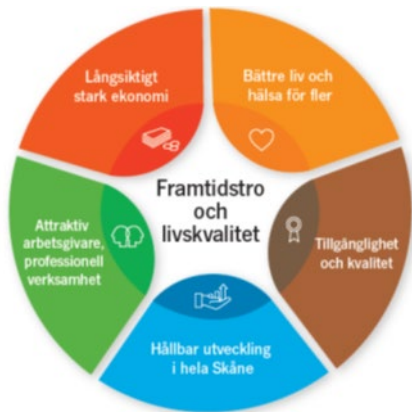 Långsiktigt
stark ekonomi
Bättre liv och
hälsa för fler
Framtidstro
och
livskvalitet
Attraktiv
arbetsgivare,
professionell
verksamhet
Tillgänglighet
och kvalitet
Hållbar utveckling
i hela Skåne